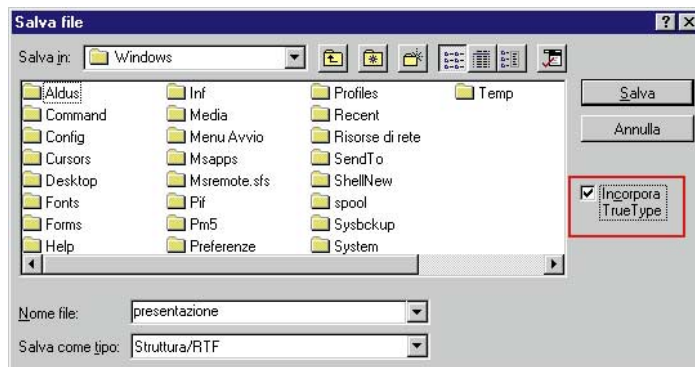 Salva file
Salva in: Windows
Aldus Inf Profiles Temp
Command Media Recent
Config Menu Avvio Risorse di rete
Cursors Msapps SendTo
Desktop Msremote.sfs ShellNew
Fonts Pif spool
Forms Pm5 Sysbckup
Help Preferenze System
Salva
Annulla
Incorpora
TrueType
Nome file: presentazione
Salva come tipo: Struttura/RTF